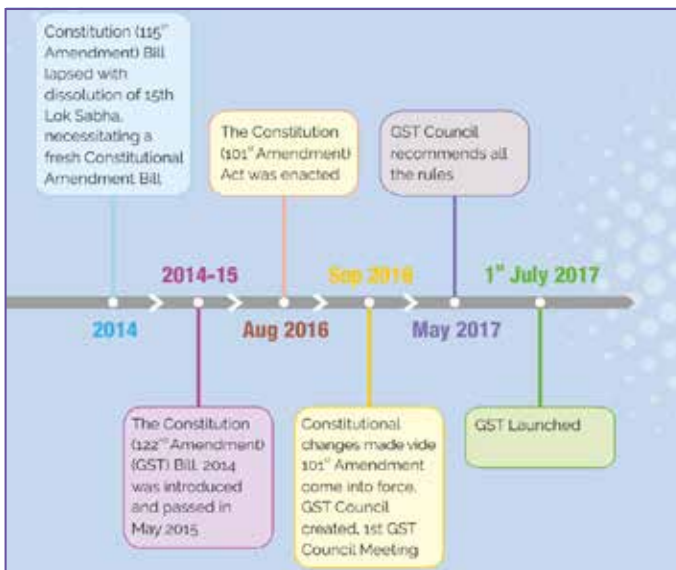 Constitution (115ˢᵗ
Amendment) Bill
lapsed with
dissolution of 15th
Lok Sabha,
necessitating a
fresh Constitutional
Amendment Bill
2014
2014-15
The Constitution
(122ⁿᵈ Amendment)
(GST) Bill, 2014
was introduced
and passed in
May 2015
The Constitution
(101ˢᵗ Amendment)
Act was enacted
Aug 2016
Sep 2016
Constitutional
changes made vide
101ˢᵗ Amendment
come into force,
GST Council
created, 1st GST
Council Meeting
GST Council
recommends all
the rules
May 2017
1ˢᵗ July 2017
GST Launched